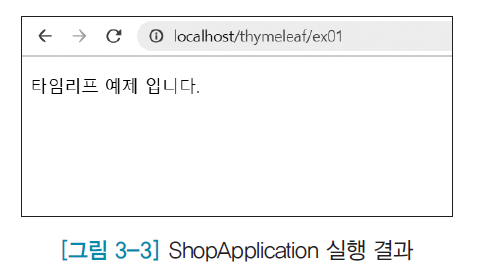 localhost/thymeleaf/ex01
타임리프 예제 입니다.
[그림 3-3] ShopApplication 실행 결과